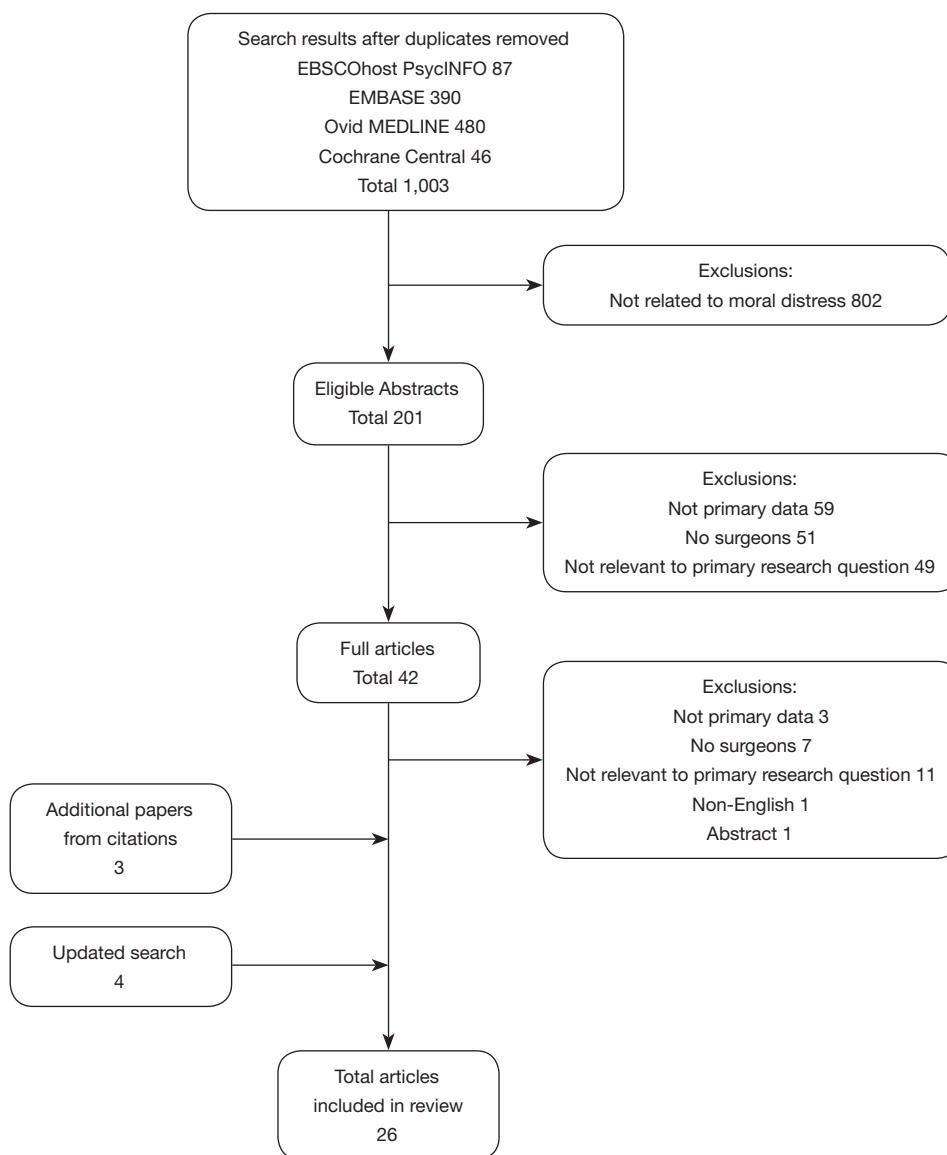 Search results after duplicates removed
EBSCOhost PsycINFO 87
EMBASE 390
Ovid MEDLINE 480
Cochrane Central 46
Total 1,003
Exclusions:
Not related to moral distress 802
Eligible Abstracts
Total 201
Exclusions:
Not primary data 59
No surgeons 51
Not relevant to primary research question 49
Full articles
Total 42
Exclusions:
Not primary data 3
No surgeons 7
Not relevant to primary research question 11
Non-English 1
Abstract 1
Additional papers
from citations
3
Updated search
4
Total articles
included in review
26